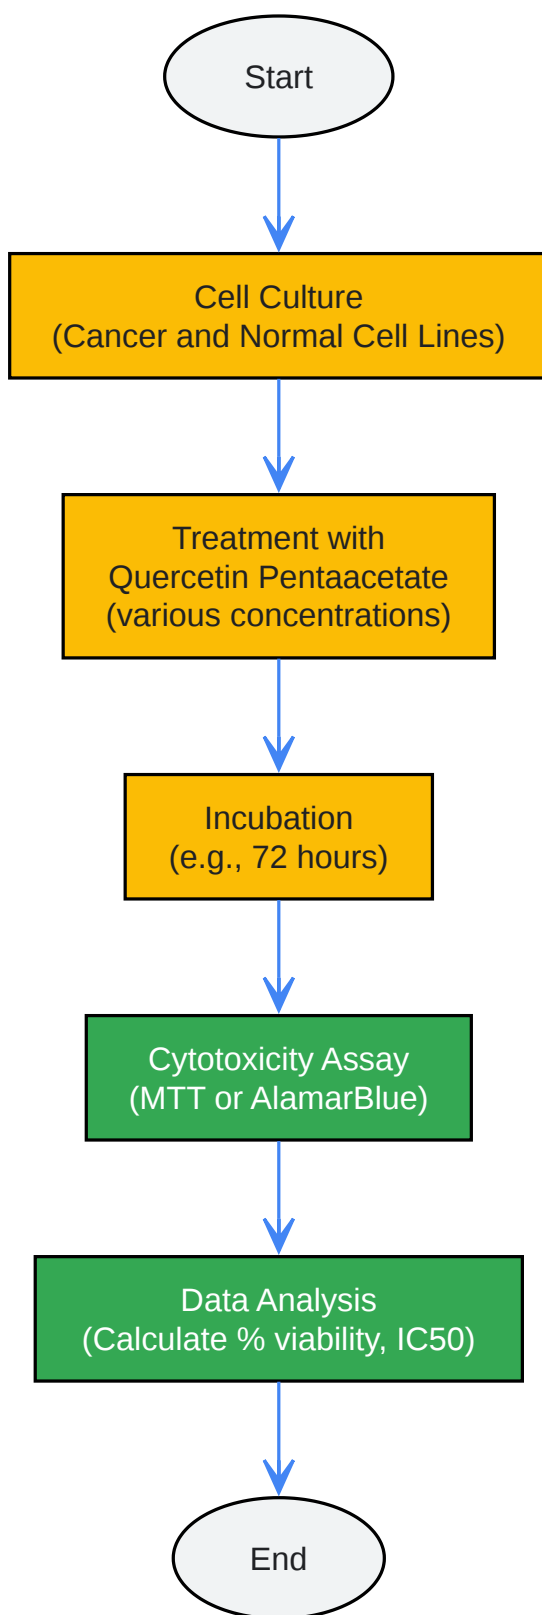 Start
Cell Culture
(Cancer and Normal Cell Lines)
Treatment with
Quercetin Pentaacetate
(various concentrations)
Incubation
(e.g., 72 hours)
Cytotoxicity Assay
(MTT or AlamarBlue)
Data Analysis
(Calculate % viability, IC50)
End